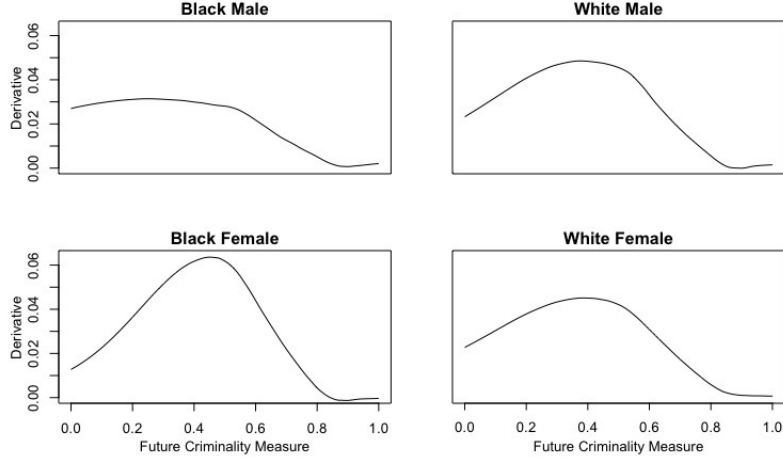 Black Male
White Male
Derivative
0.00 0.02 0.04 0.06
Black Female
White Female
Derivative
0.00 0.02 0.04 0.06
0.0 0.2 0.4 0.6 0.8 1.0
0.0 0.2 0.4 0.6 0.8 1.0
Future Criminality Measure
Future Criminality Measure